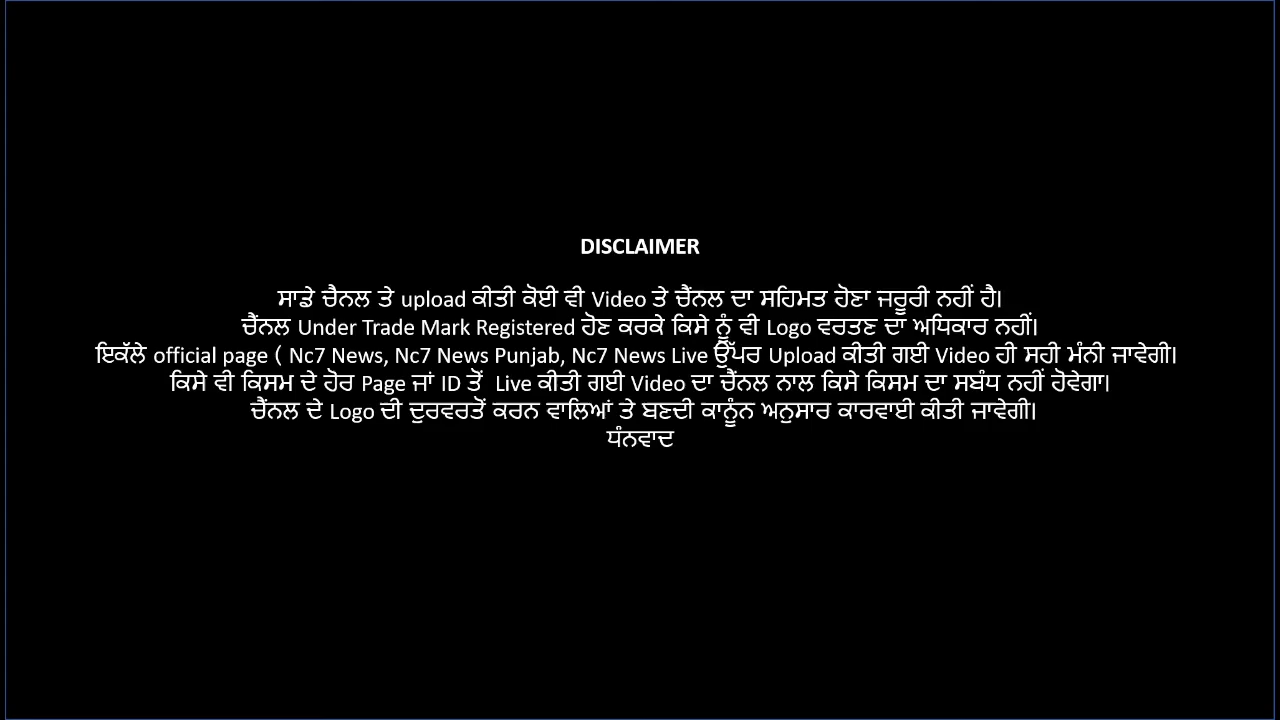 DISCLAIMER
ਸਾਡੇ ਚੈਨਲ ਤੇ upload ਕੀਤੀ ਕੋਈ ਵੀ Video ਤੇ ਚੈਂਨਲ ਦਾ ਸਹਿਮਤ ਹੋਣਾ ਜਰੂਰੀ ਨਹੀਂ ਹੈ।
ਚੈਂਨਲ Under Trade Mark Registered ਹੋਣ ਕਰਕੇ ਕਿਸੇ ਨੂੰ ਵੀ Logo ਵਰਤਣ ਦਾ ਅਧਿਕਾਰ ਨਹੀਂ।
ਇਕੱਲੇ official page ( Nc7 News, Nc7 News Punjab, Nc7 News Live ਉੱਪਰ Upload ਕੀਤੀ ਗਈ Video ਹੀ ਸਹੀ ਮੰਨੀ ਜਾਵੇਗੀ।
ਕਿਸੇ ਵੀ ਕਿਸਮ ਦੇ ਹੋਰ Page ਜਾਂ ID ਤੋਂ Live ਕੀਤੀ ਗਈ Video ਦਾ ਚੈਂਨਲ ਨਾਲ ਕਿਸੇ ਕਿਸਮ ਦਾ ਸਬੰਧ ਨਹੀਂ ਹੋਵੇਗਾ।
ਚੈਂਨਲ ਦੇ Logo ਦੀ ਦੁਰਵਰਤੋਂ ਕਰਨ ਵਾਲਿਆਂ ਤੇ ਬਣਦੀ ਕਾਨੂੰਨ ਅਨੁਸਾਰ ਕਾਰਵਾਈ ਕੀਤੀ ਜਾਵੇਗੀ।
ਧੰਨਵਾਦ